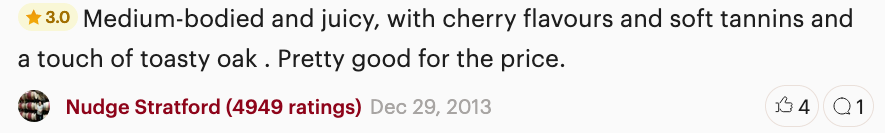 3.0 Medium-bodied and juicy, with cherry flavours and soft tannins and
a touch of toasty oak . Pretty good for the price.
Nudge Stratford (4949 ratings) Dec 29, 2013 4 1